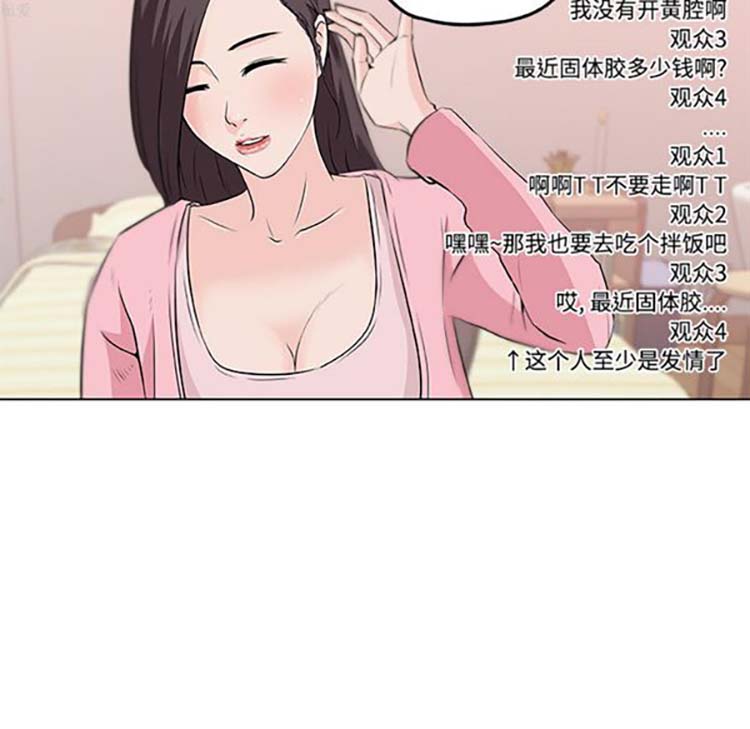 我没有开黄腔啊
观众3
最近固体胶多少钱啊?
观众4
....
观众1
啊啊T T不要走啊T T
观众2
嘿嘿~那我也要去吃个拌饭吧
观众3
哎, 最近固体胶....
观众4
↑这个人至少是发情了